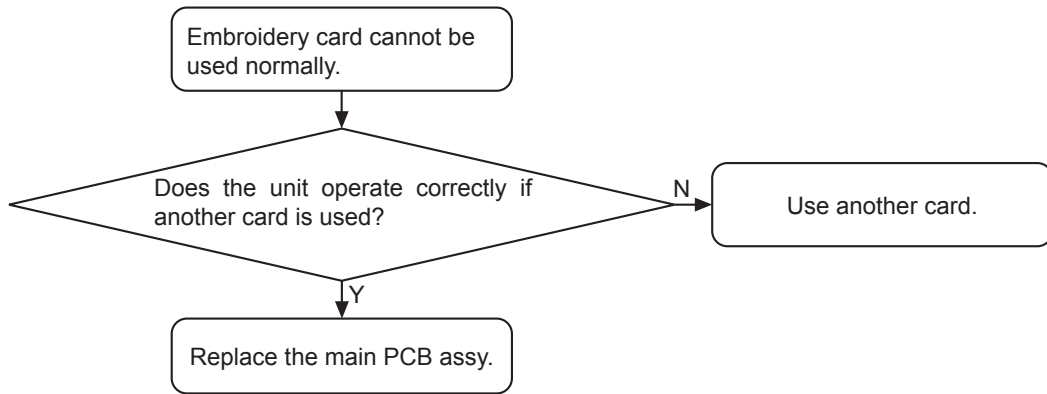 Embroidery card cannot be
used normally.
Does the unit operate correctly if
another card is used?
N
Use another card.
Y
Replace the main PCB assy.